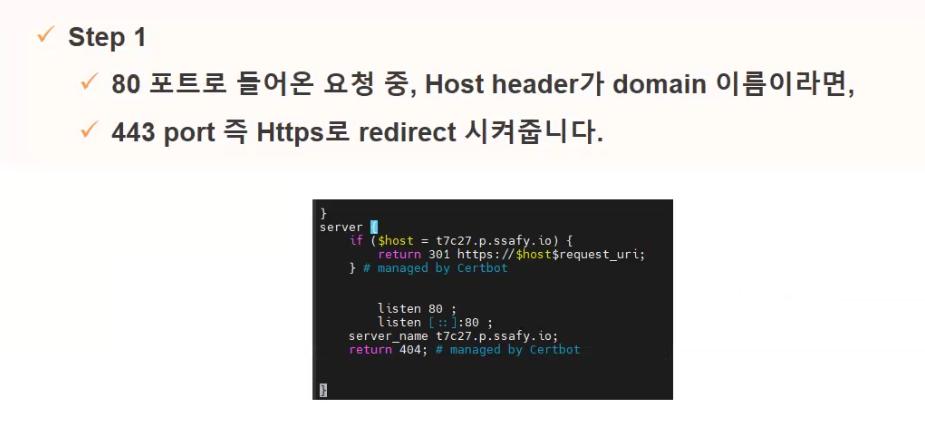 ✓ Step 1
✓ 80 포트로 들어온 요청 중, Host header가 domain 이름이라면,
✓ 443 port 즉 Https로 redirect 시켜줍니다.
}
server {
if ($host = t7c27.p.ssafy.io) {
return 301 https://$host$request_uri;
} # managed by Certbot
listen 80 ;
listen [::]:80 ;
server_name t7c27.p.ssafy.io;
return 404; # managed by Certbot
}